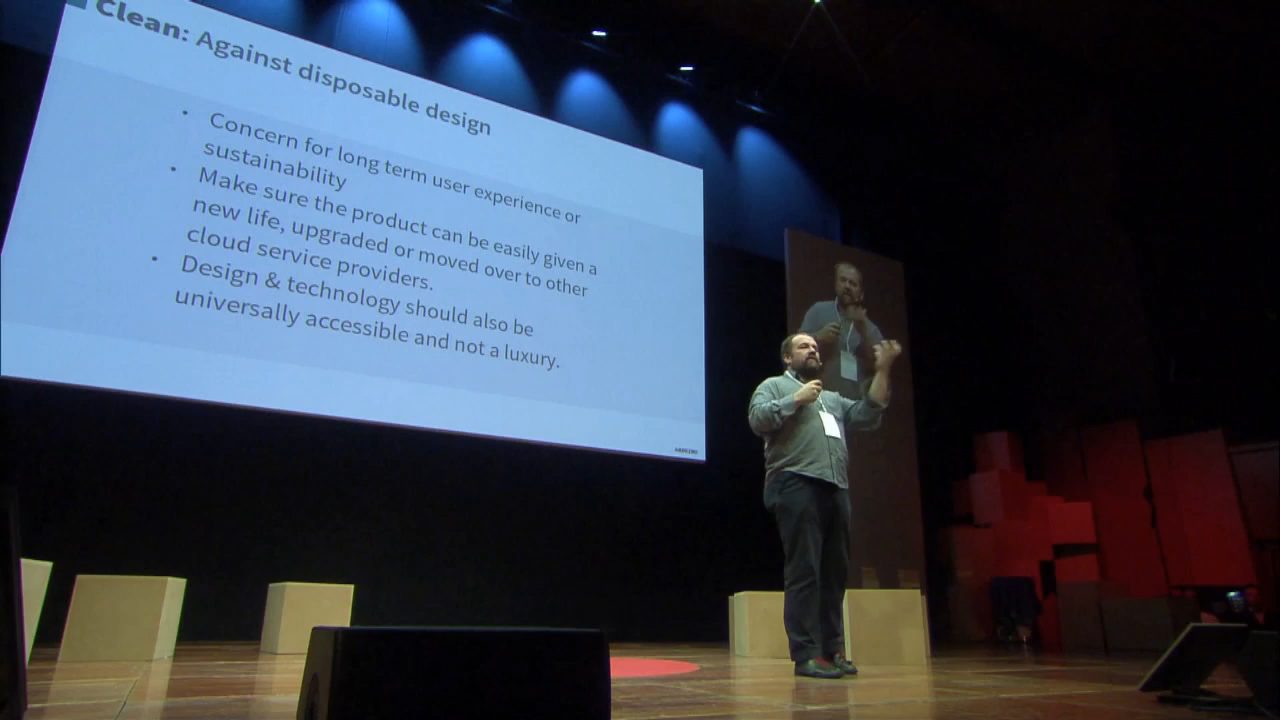 Clean: Against disposable design
• Concern for long term user experience or
sustainability
• Make sure the product can be easily given a
new life, upgraded or moved over to other
cloud service providers.
• Design & technology should also be
universally accessible and not a luxury.